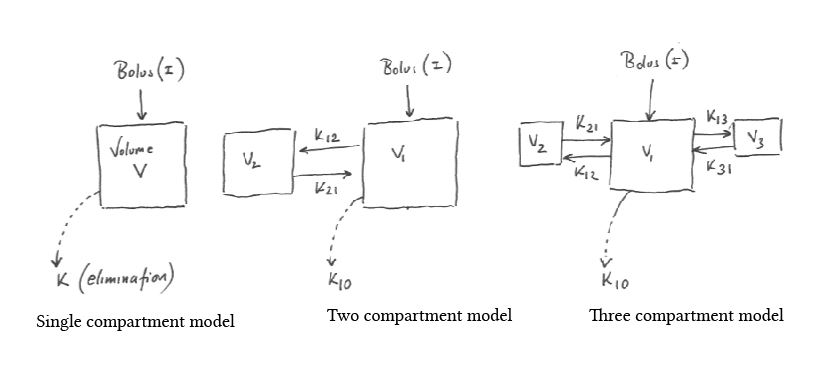 Bolus (I)
Volume
V
K (elimination)
Single compartment model
Bolus (I)
V2
K12
K21
V1
K10
Two compartment model
Bolus (I)
V2
K21
K12
V1
K13
K31
V3
K10
Three compartment model